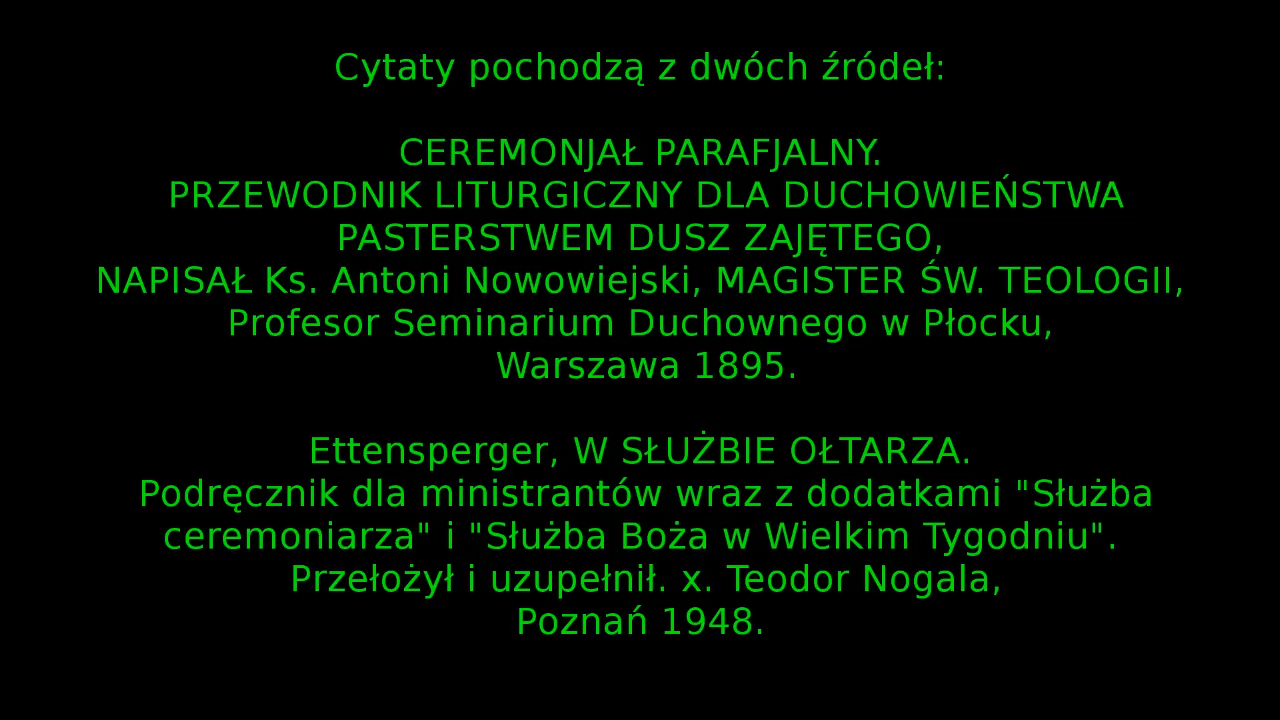 Cytaty pochodzą z dwóch źródeł:
CEREMONJAŁ PARAFJALNY.
PRZEWODNIK LITURGICZNY DLA DUCHOWIEŃSTWA
PASTERSTWEM DUSZ ZAJĘTEGO,
NAPISAŁ Ks. Antoni Nowowiejski, MAGISTER ŚW. TEOLOGII,
Profesor Seminarium Duchownego w Płocku,
Warszawa 1895.
Ettensperger, W SŁUŻBIE OŁTARZA.
Podręcznik dla ministrantów wraz z dodatkami "Służba
ceremoniarza" i "Służba Boża w Wielkim Tygodniu".
Przełożył i uzupełnił. x. Teodor Nogala,
Poznań 1948.